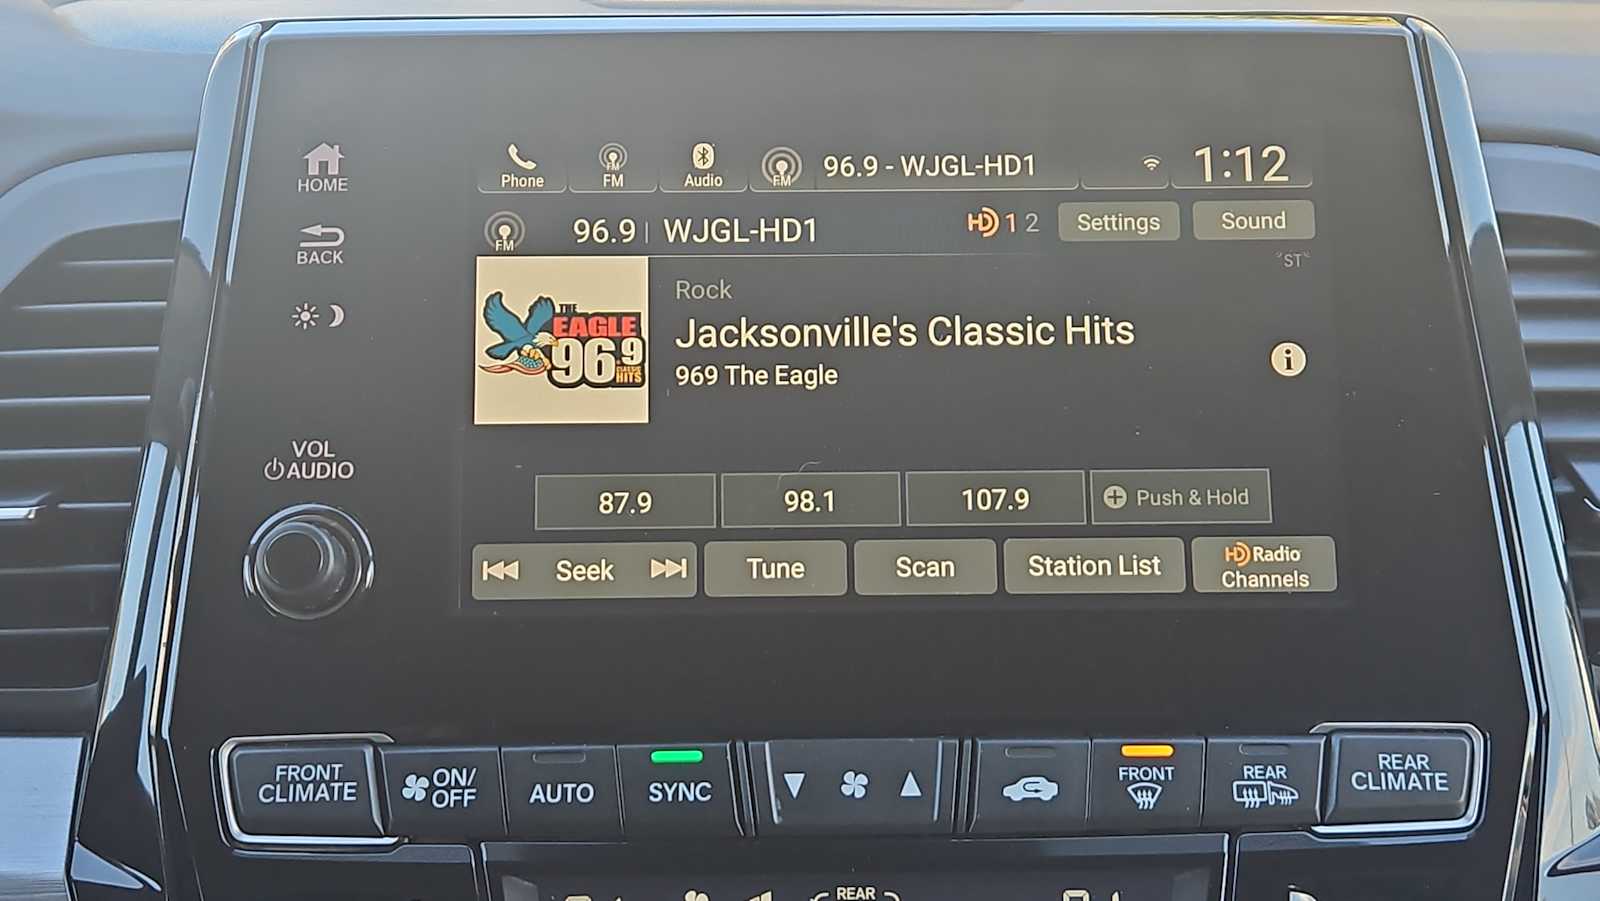 HOME
BACK
VOL
AUDIO
Phone
FM
FM
Audio
FM
96.9 - WJGL-HD1
1:12
FM
96.9 | WJGL-HD1
HD 1 2
Settings
Sound
ST
THE
EAGLE
96.9
CLASSIC
HITS
Rock
Jacksonville's Classic Hits
969 The Eagle
i
87.9
98.1
107.9
Push & Hold
Seek
Tune
Scan
Station List
HD Radio
Channels
FRONT
CLIMATE
ON/
OFF
AUTO
SYNC
FRONT
REAR
REAR
CLIMATE
REAR